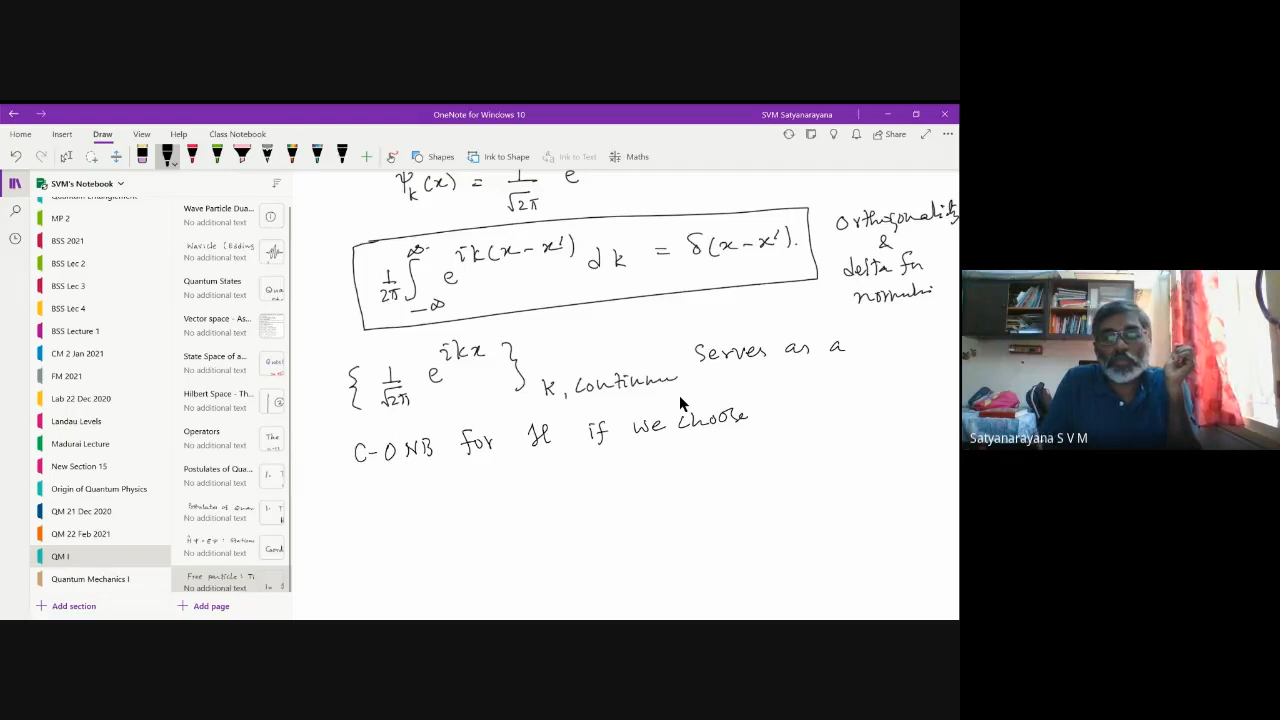 OneNote for Windows 10
SVM Satyanarayana
Home Insert Draw View Help Class Notebook
Share
Shapes Ink to Shape Ink to Text Maths
SVM's Notebook
MP 2
BSS 2021
BSS Lec 2
BSS Lec 3
BSS Lec 4
BSS Lecture 1
CM 2 Jan 2021
FM 2021
Lab 22 Dec 2020
Landau Levels
Madurai Lecture
New Section 15
Origin of Quantum Physics
QM 21 Dec 2020
QM 22 Feb 2021
QM I
Quantum Mechanics I
Add section
Wave Particle Dua...
No additional text
No additional text
Quantum States
No additional text
Vector space - As...
No additional text
State Space of a...
No additional text
Hilbert Space - Th...
No additional text
Operators
No additional text
Postulates of Qua...
No additional text
No additional text
No additional text
Free particle: Ti
No additional text
Add page
ψ_k(x) = 1/√2π e
1/2π ∫_{-∞}^{∞} e^{ik(x-x')} dk = δ(x-x').
Orthogonality
&
delta fn
{ 1/√2π e^{ikx} }_{k, continuum} serves as a
C-ONB for H if we choose
Satyanarayana S V M